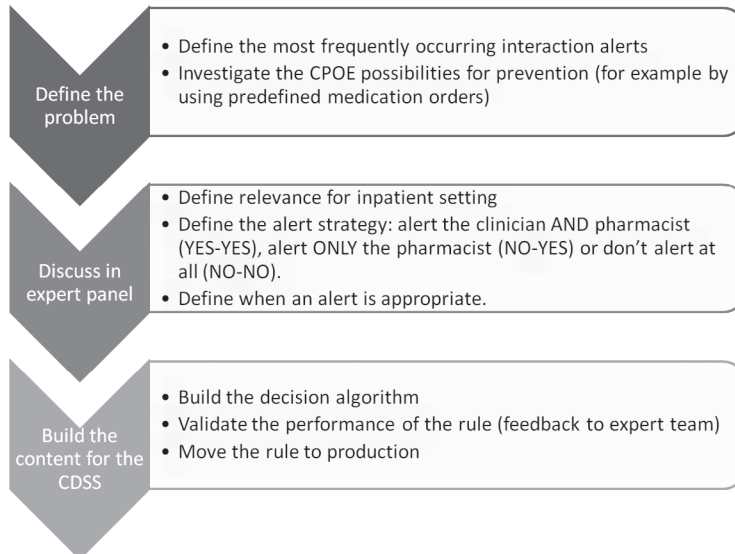 Define the
problem
• Define the most frequently occurring interaction alerts
• Investigate the CPOE possibilities for prevention (for example by
using predefined medication orders)
Discuss in
expert panel
• Define relevance for inpatient setting
• Define the alert strategy: alert the clinician AND pharmacist
(YES-YES), alert ONLY the pharmacist (NO-YES) or don't alert at
all (NO-NO).
• Define when an alert is appropriate.
Build the
content for the
CDSS
• Build the decision algorithm
• Validate the performance of the rule (feedback to expert team)
• Move the rule to production